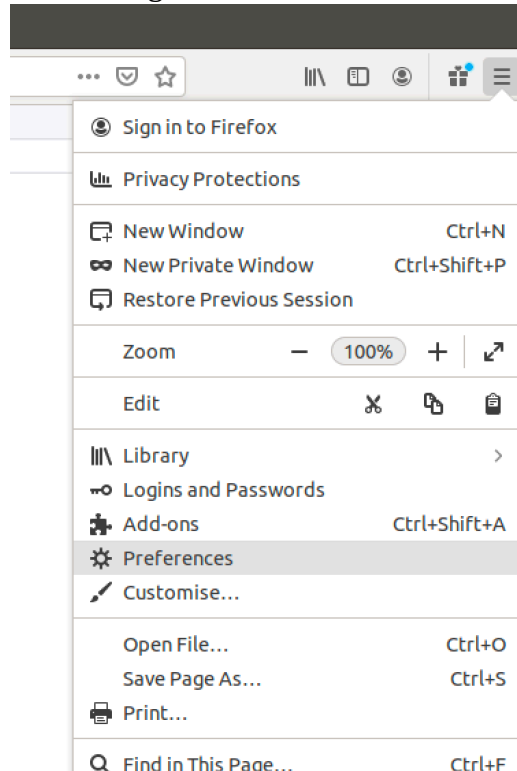 Sign in to Firefox
Privacy Protections
New Window Ctrl+N
New Private Window Ctrl+Shift+P
Restore Previous Session
Zoom − 100% +
Edit
Library >
Logins and Passwords
Add-ons Ctrl+Shift+A
Preferences
Customise...
Open File... Ctrl+O
Save Page As... Ctrl+S
Print...
Find in This Page... Ctrl+F